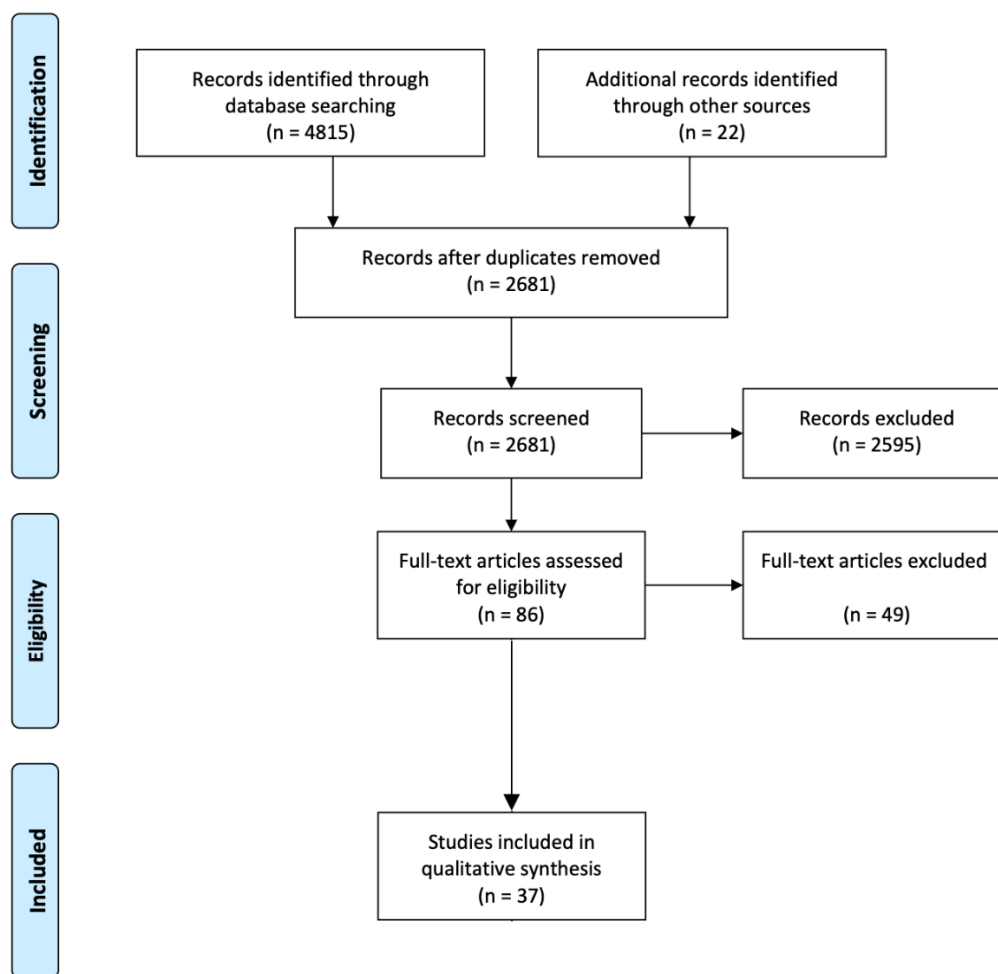 Identification
Records identified through
database searching
(n = 4815)
Additional records identified
through other sources
(n = 22)
Records after duplicates removed
(n = 2681)
Screening
Records screened
(n = 2681)
Records excluded
(n = 2595)
Eligibility
Full-text articles assessed
for eligibility
(n = 86)
Full-text articles excluded
(n = 49)
Included
Studies included in
qualitative synthesis
(n = 37)